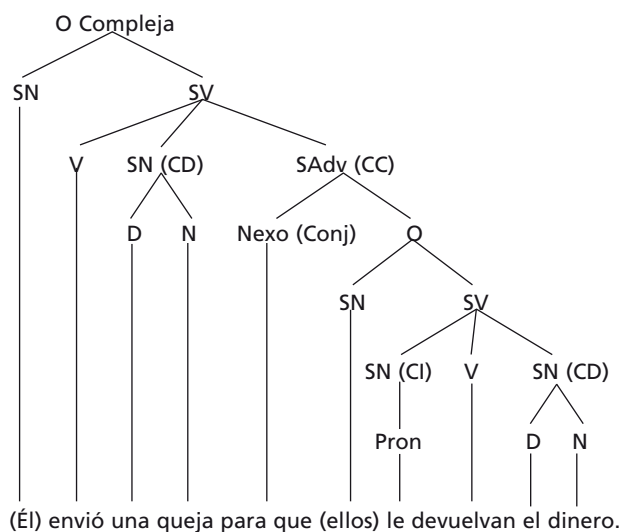 O Compleja
SN SV
V SN (CD) SAdv (CC)
D N Nexo (Conj) O
SN SV
SN (CI) V SN (CD)
Pron D N
(Él) envió una queja para que (ellos) le devuelvan el dinero.